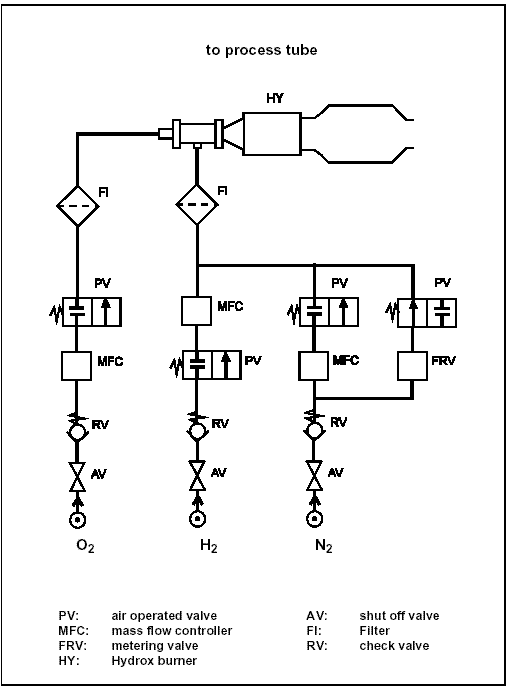 to process tube
HY
FI
FI
PV
PV
PV
MFC
MFC
PV
MFC
FRV
RV
RV
RV
AV
AV
AV
O2
H2
N2
PV: air operated valve
MFC: mass flow controller
FRV: metering valve
HY: Hydrox burner
AV: shut off valve
FI: Filter
RV: check valve